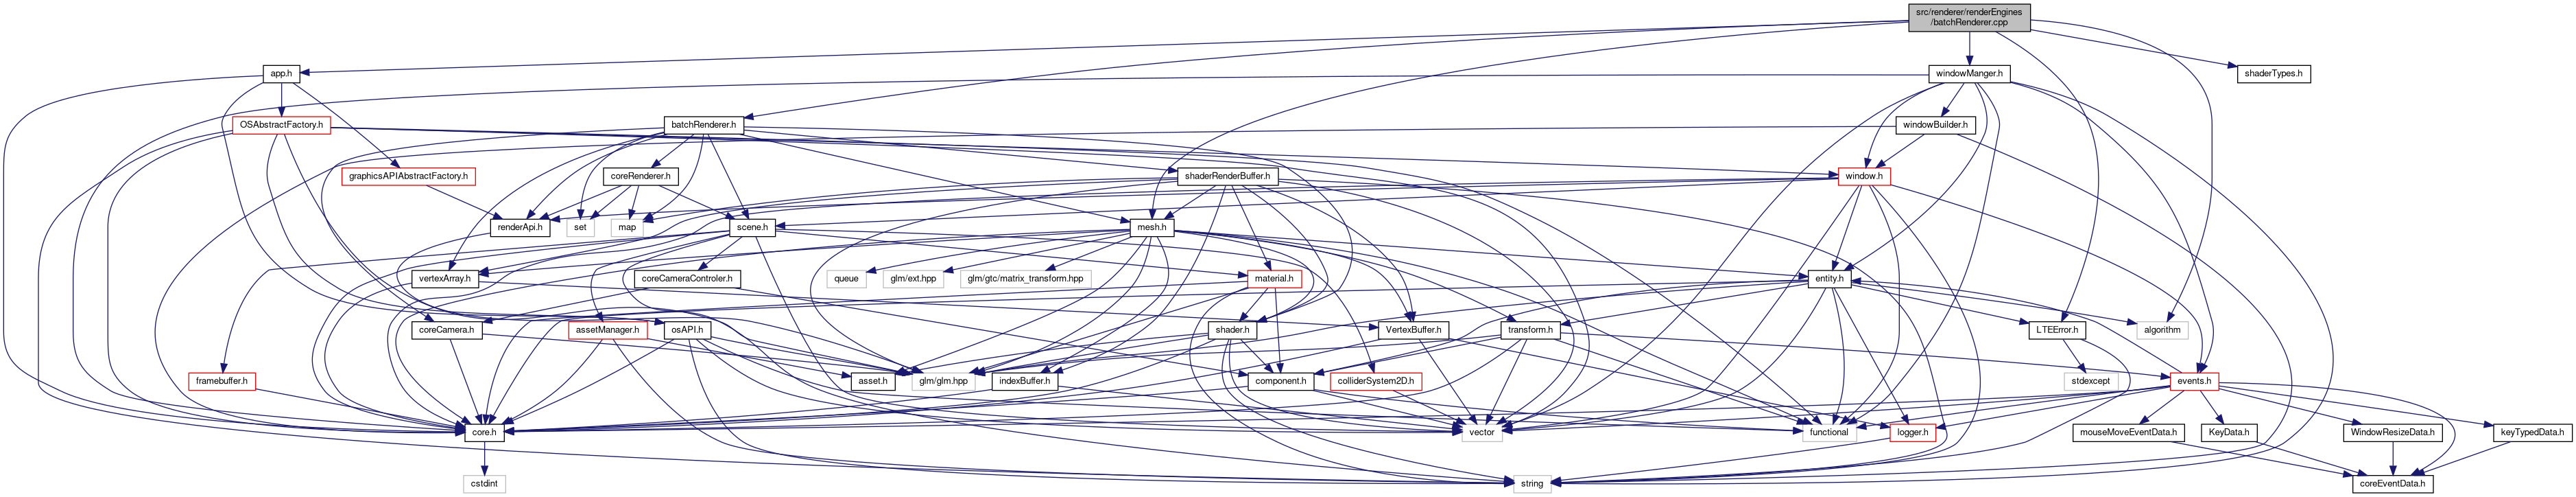 src/renderer/renderEngines
/batchRenderer.cpp
app.h
windowManger.h
shaderTypes.h
OSAbstractFactory.h
batchRenderer.h
windowBuilder.h
graphicsAPIAbstractFactory.h
coreRenderer.h
shaderRenderBuffer.h
window.h
renderApi.h
set
map
scene.h
mesh.h
vertexArray.h
coreCameraControler.h
queue
glm/ext.hpp
glm/gtc/matrix_transform.hpp
material.h
entity.h
coreCamera.h
assetManager.h
osAPI.h
shader.h
VertexBuffer.h
transform.h
LTEError.h
algorithm
framebuffer.h
asset.h
glm/glm.hpp
indexBuffer.h
component.h
colliderSystem2D.h
stdexcept
events.h
core.h
vector
functional
logger.h
mouseMoveEventData.h
KeyData.h
WindowResizeData.h
keyTypedData.h
cstdint
string
coreEventData.h